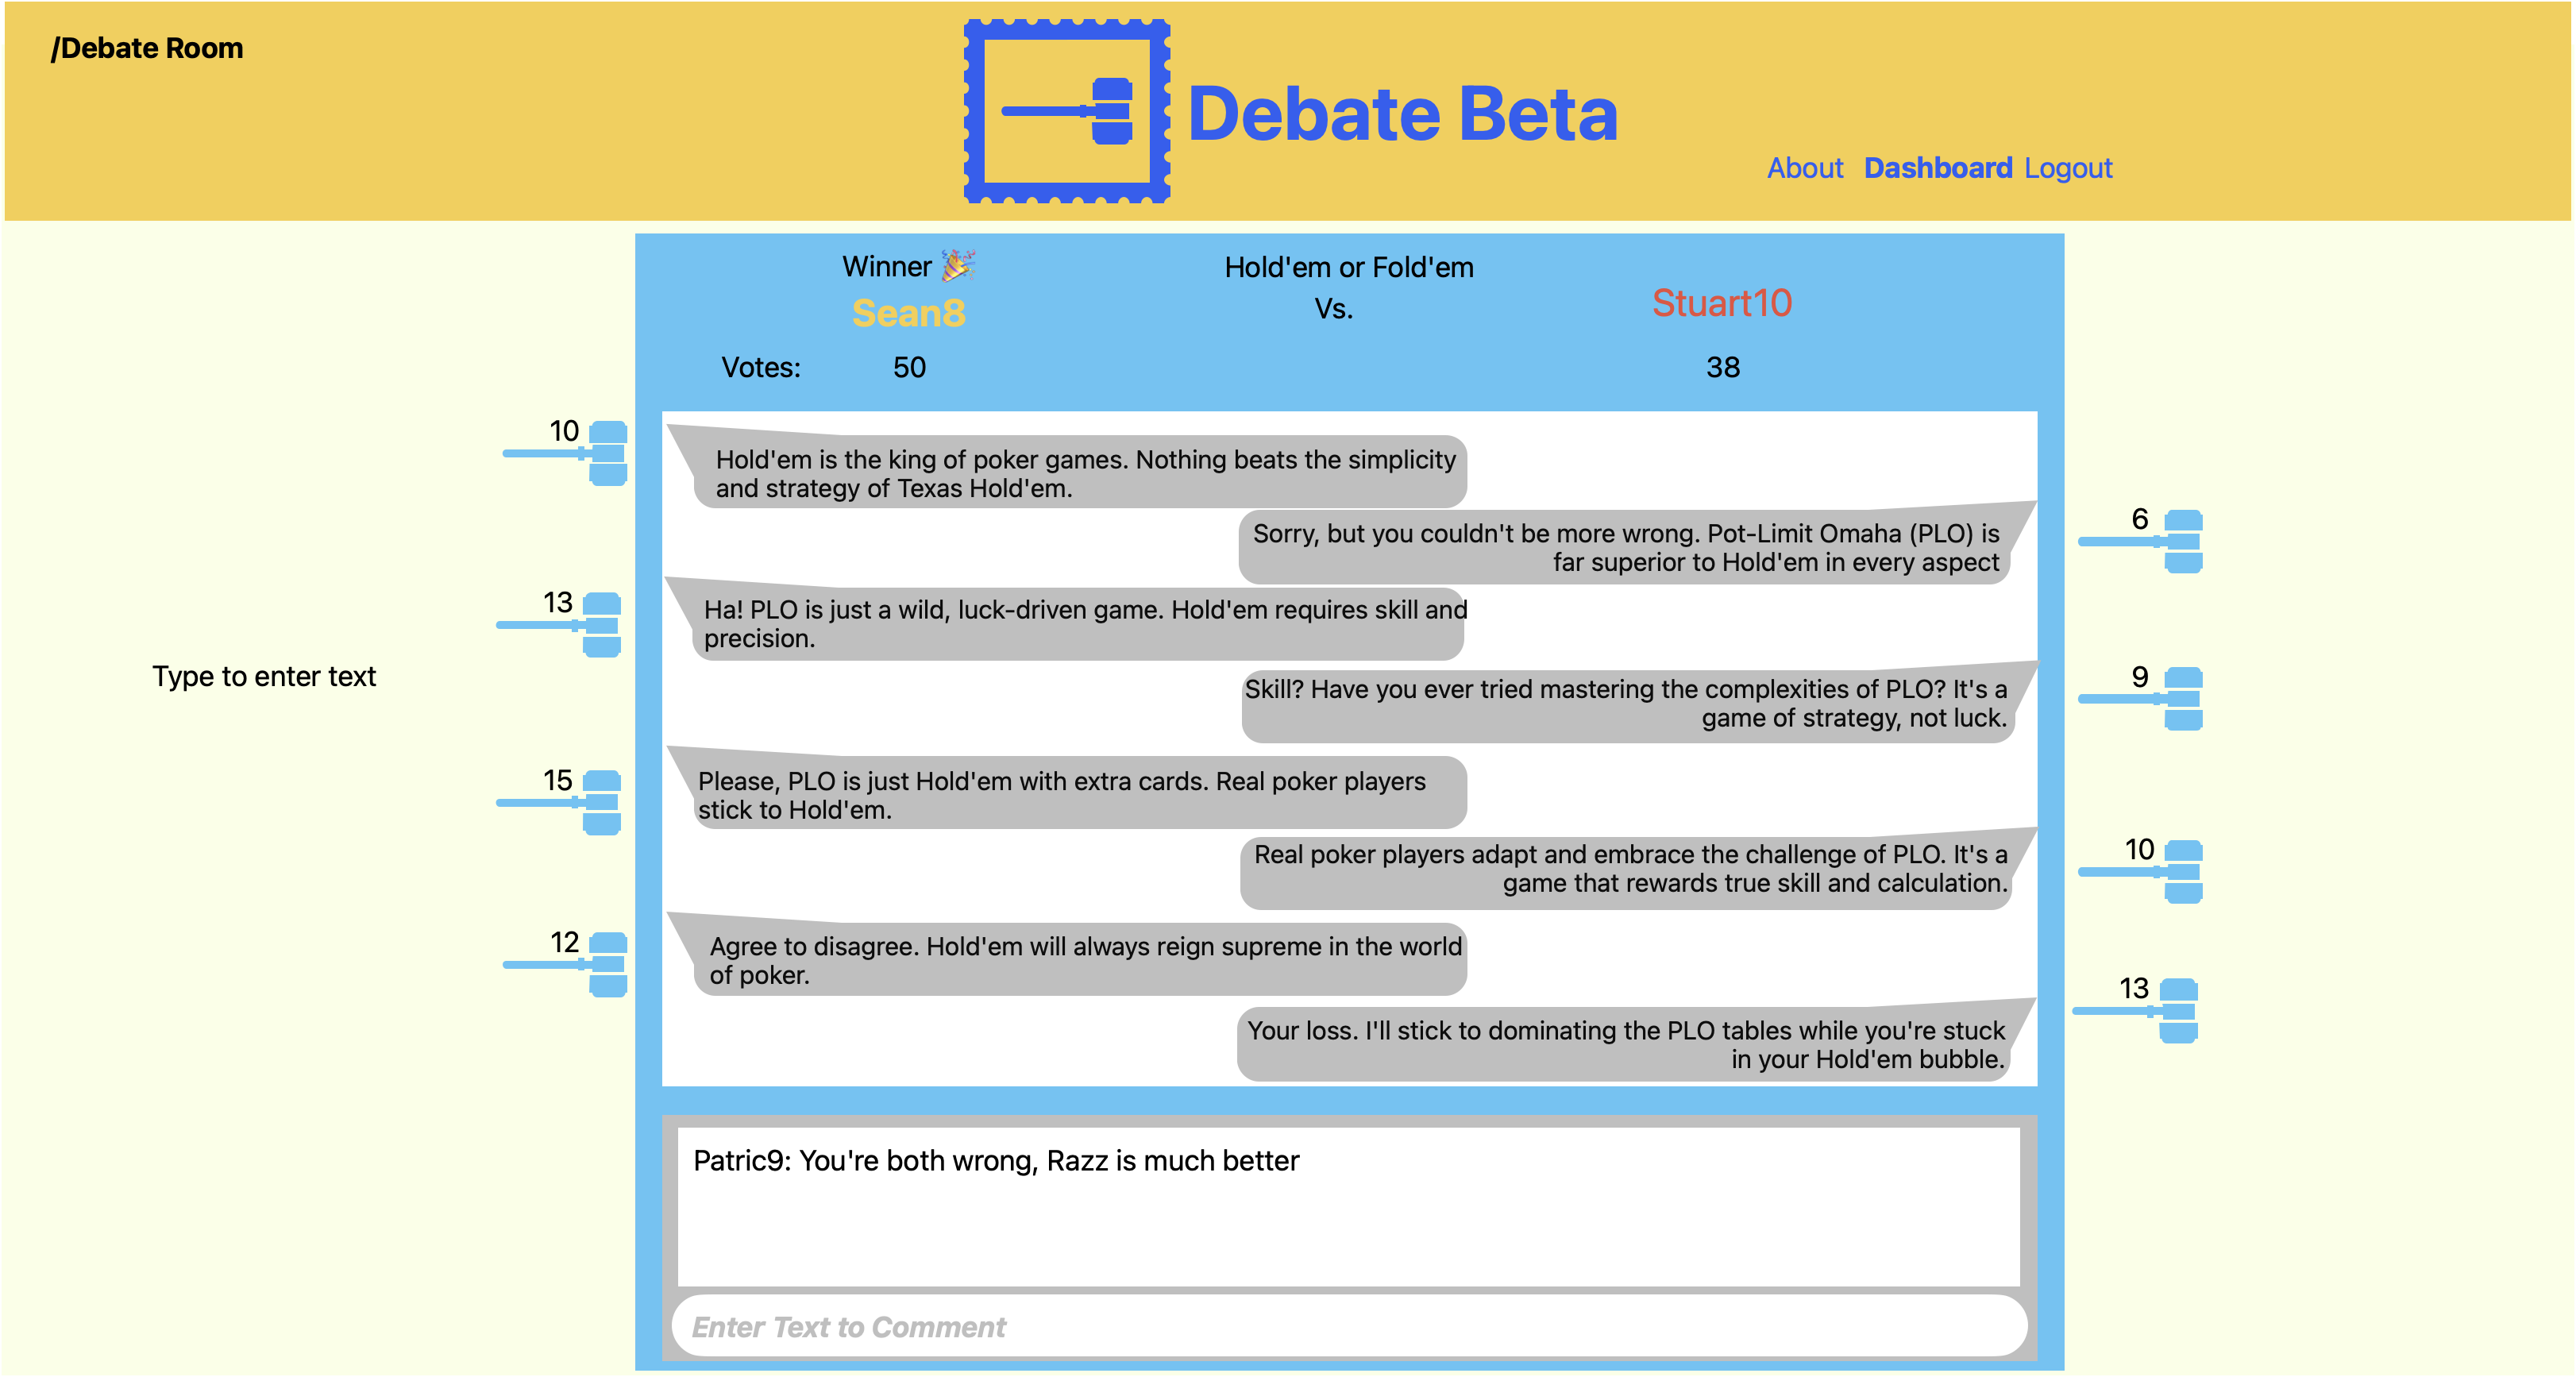 /Debate Room
Debate Beta
About Dashboard Logout
Winner 🎉
Hold'em or Fold'em
Sean8
Vs.
Stuart10
Votes: 50 38
10
Hold'em is the king of poker games. Nothing beats the simplicity
and strategy of Texas Hold'em.
6
Sorry, but you couldn't be more wrong. Pot-Limit Omaha (PLO) is
far superior to Hold'em in every aspect
13
Ha! PLO is just a wild, luck-driven game. Hold'em requires skill and
precision.
Type to enter text
9
Skill? Have you ever tried mastering the complexities of PLO? It's a
game of strategy, not luck.
15
Please, PLO is just Hold'em with extra cards. Real poker players
stick to Hold'em.
10
Real poker players adapt and embrace the challenge of PLO. It's a
game that rewards true skill and calculation.
12
Agree to disagree. Hold'em will always reign supreme in the world
of poker.
13
Your loss. I'll stick to dominating the PLO tables while you're stuck
in your Hold'em bubble.
Patric9: You're both wrong, Razz is much better
Enter Text to Comment